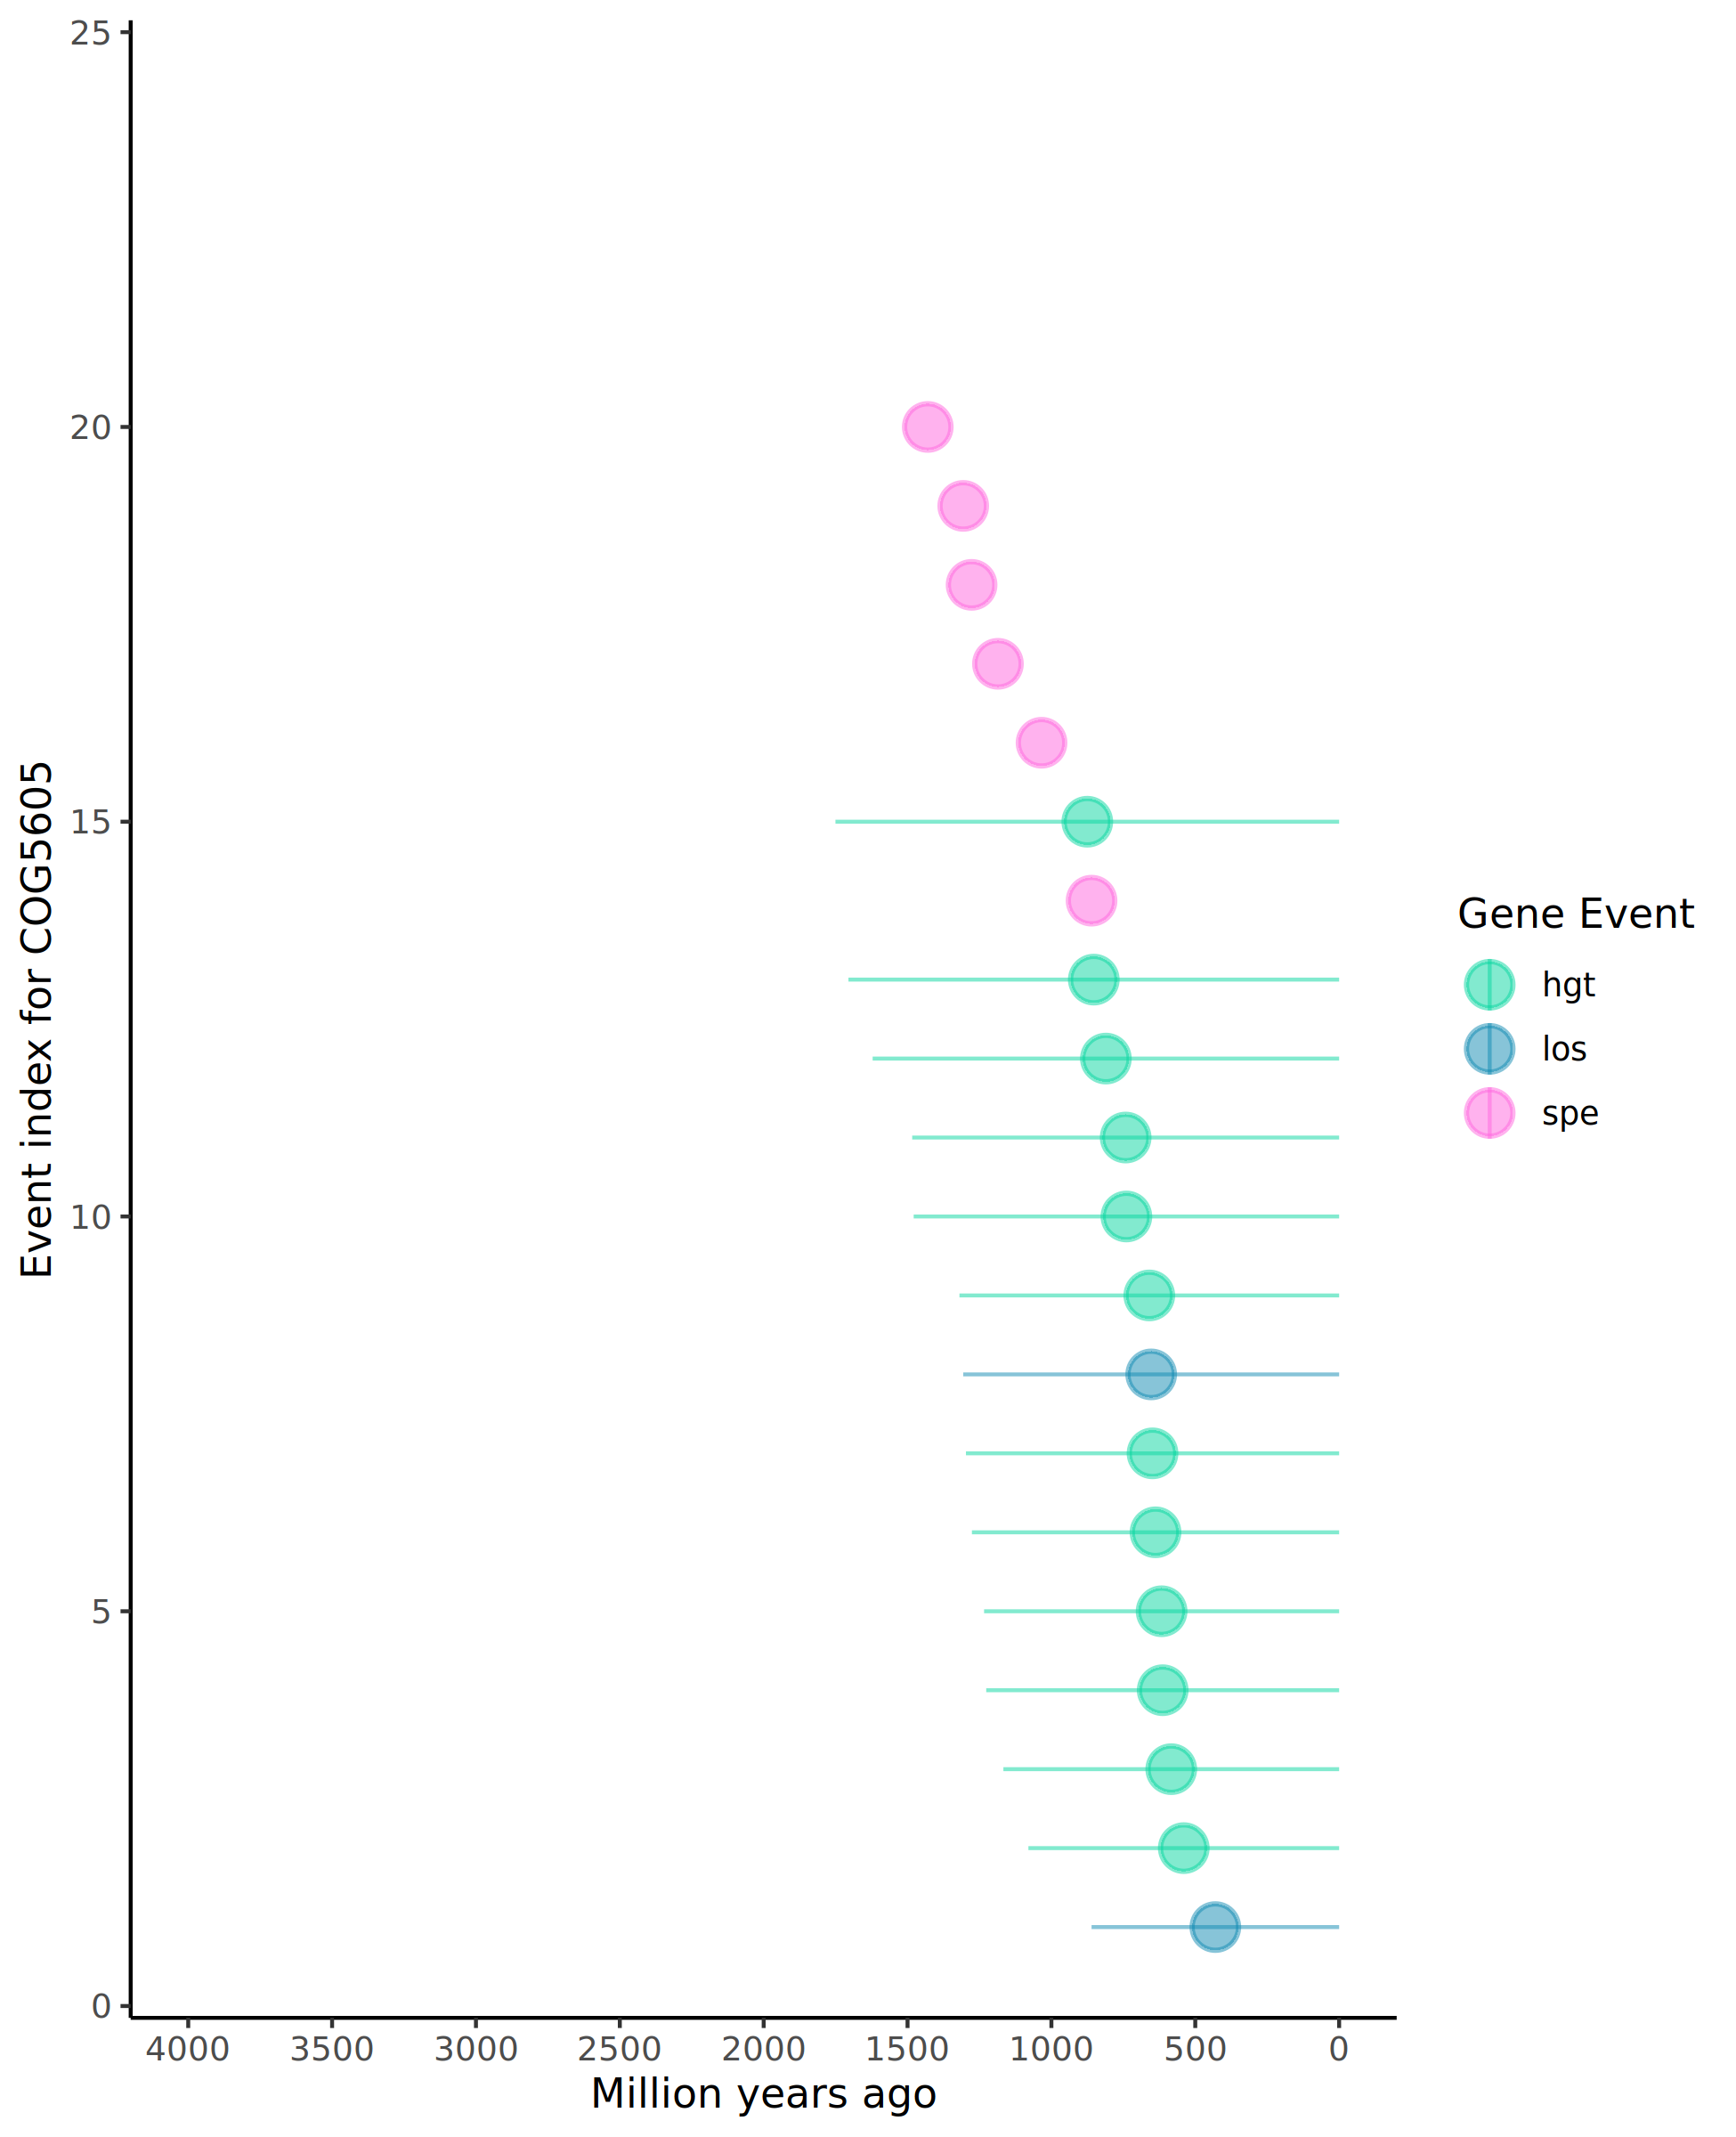 25
20
15
10
5
0
Event index for COG5605
4000 3500 3000 2500 2000 1500 1000 500 0
Million years ago
Gene Event
hgt
los
spe